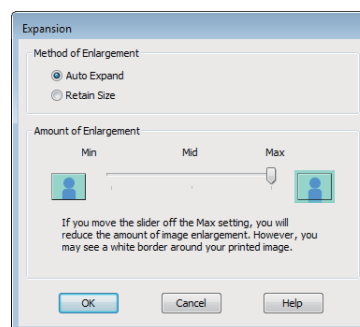 Expansion
Method of Enlargement
Auto Expand
Retain Size
Amount of Enlargement
Min Mid Max
If you move the slider off the Max setting, you will
reduce the amount of image enlargement. However, you
may see a white border around your printed image.
OK Cancel Help